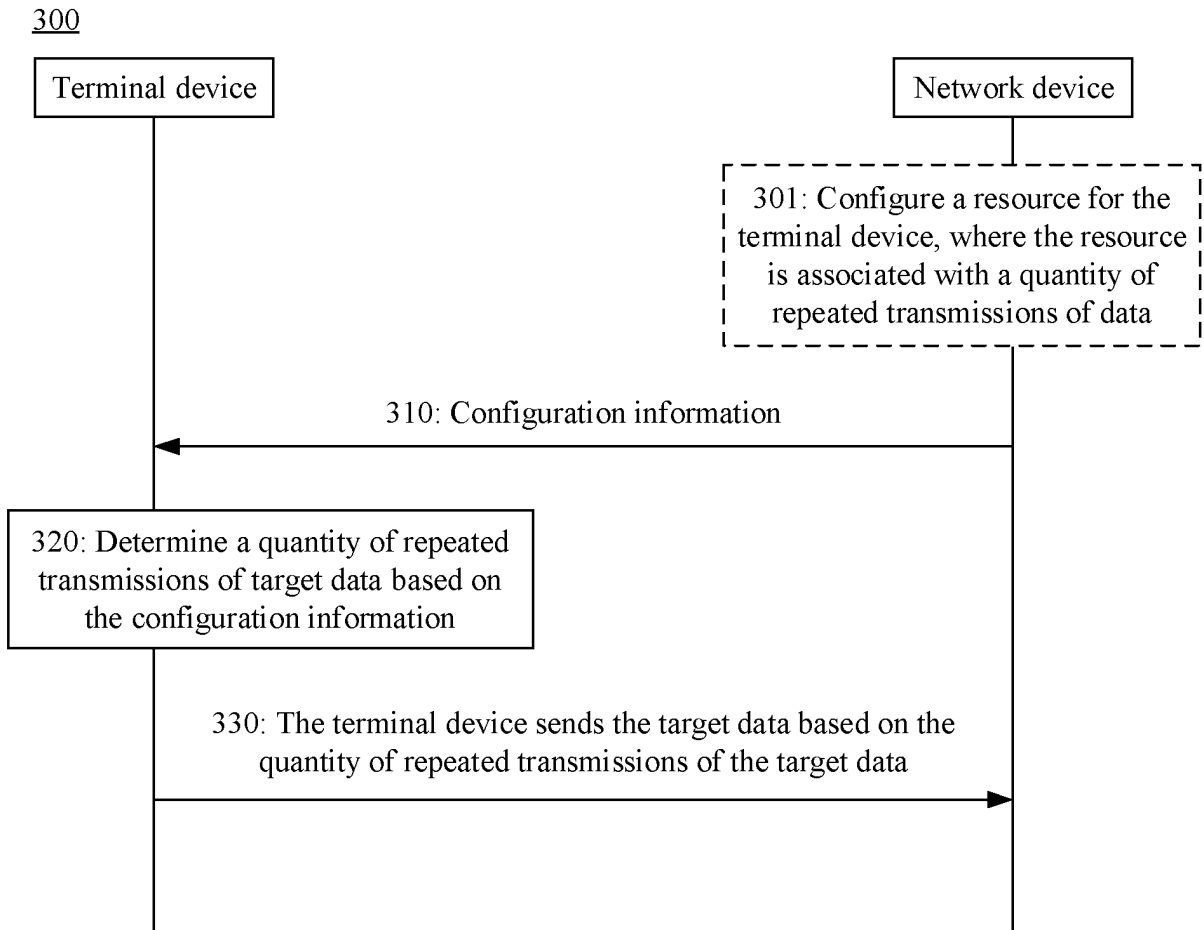 300
Terminal device
Network device
301: Configure a resource for the
terminal device, where the resource
is associated with a quantity of
repeated transmissions of data
310: Configuration information
320: Determine a quantity of repeated
transmissions of target data based on
the configuration information
330: The terminal device sends the target data based on the
quantity of repeated transmissions of the target data